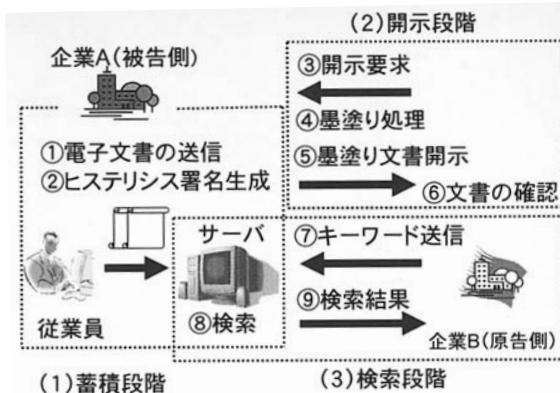 (2)開示段階
企業A(被告側)
③開示要求
④墨塗り処理
①電子文書の送信
⑤墨塗り文書開示
②ヒステリシス署名生成
⑥文書の確認
サーバ
⑦キーワード送信
⑧検索
⑨検索結果
従業員
企業B(原告側)
(1)蓄積段階
(3)検索段階